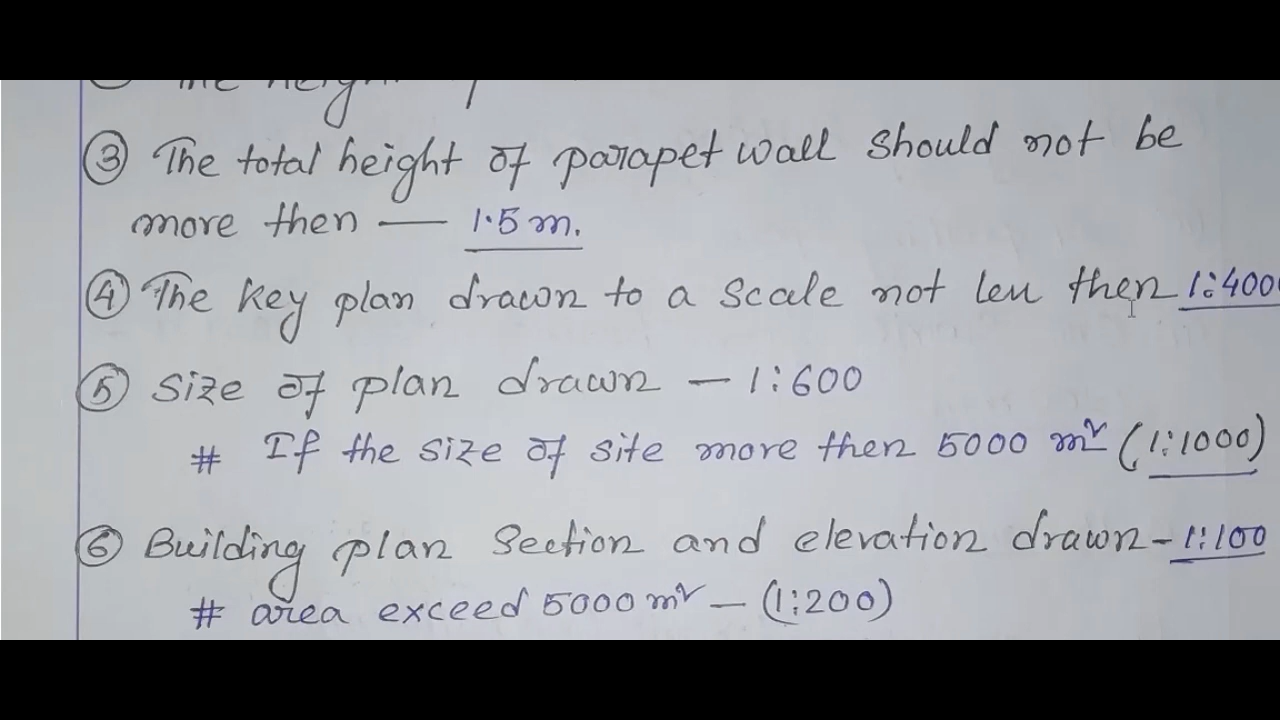 The height
③ The total height of parapet wall should not be
more then — 1.5 m.
④ The key plan drawn to a scale not less then 1:400
⑤ Size of plan drawn — 1:600
# If the size of site more then 5000 m² (1:1000)
⑥ Building plan Section and elevation drawn - 1:100
# area exceed 5000 m² — (1:200)